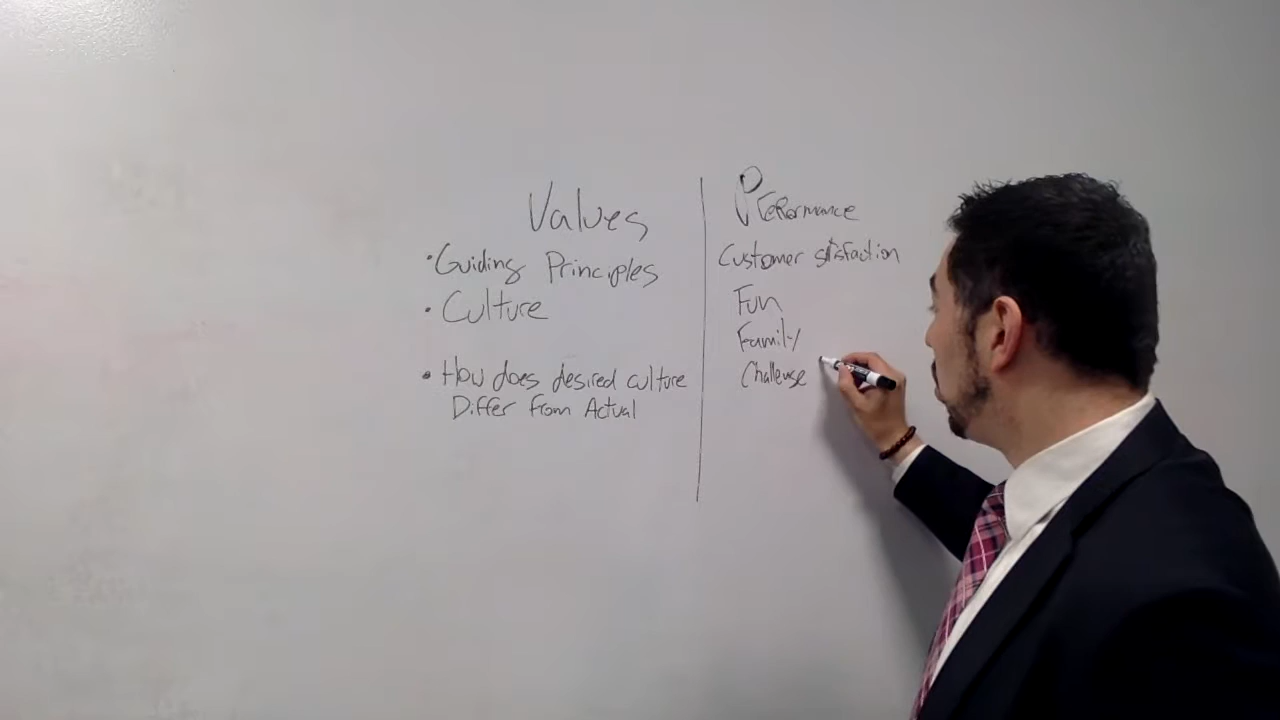 Values
• Guiding Principles
• Culture
• How does desired culture
Differ from Actual
Performance
Customer satisfaction
Fun
Family
Challenge